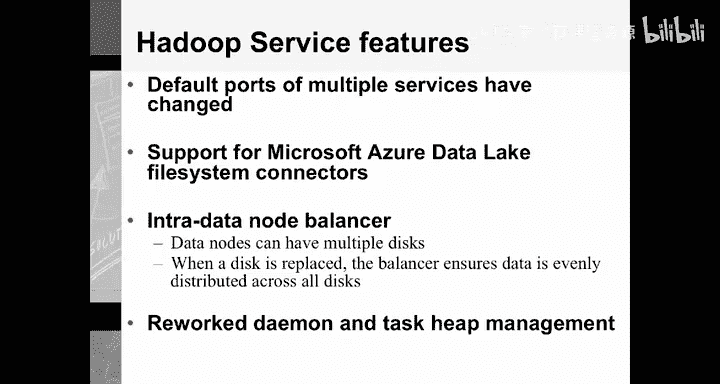 bilibili
Hadoop Service features
• Default ports of multiple services have
changed
• Support for Microsoft Azure Data Lake
filesystem connectors
• Intra-data node balancer
– Data nodes can have multiple disks
– When a disk is replaced, the balancer ensures data is evenly
distributed across all disks
• Reworked daemon and task heap management